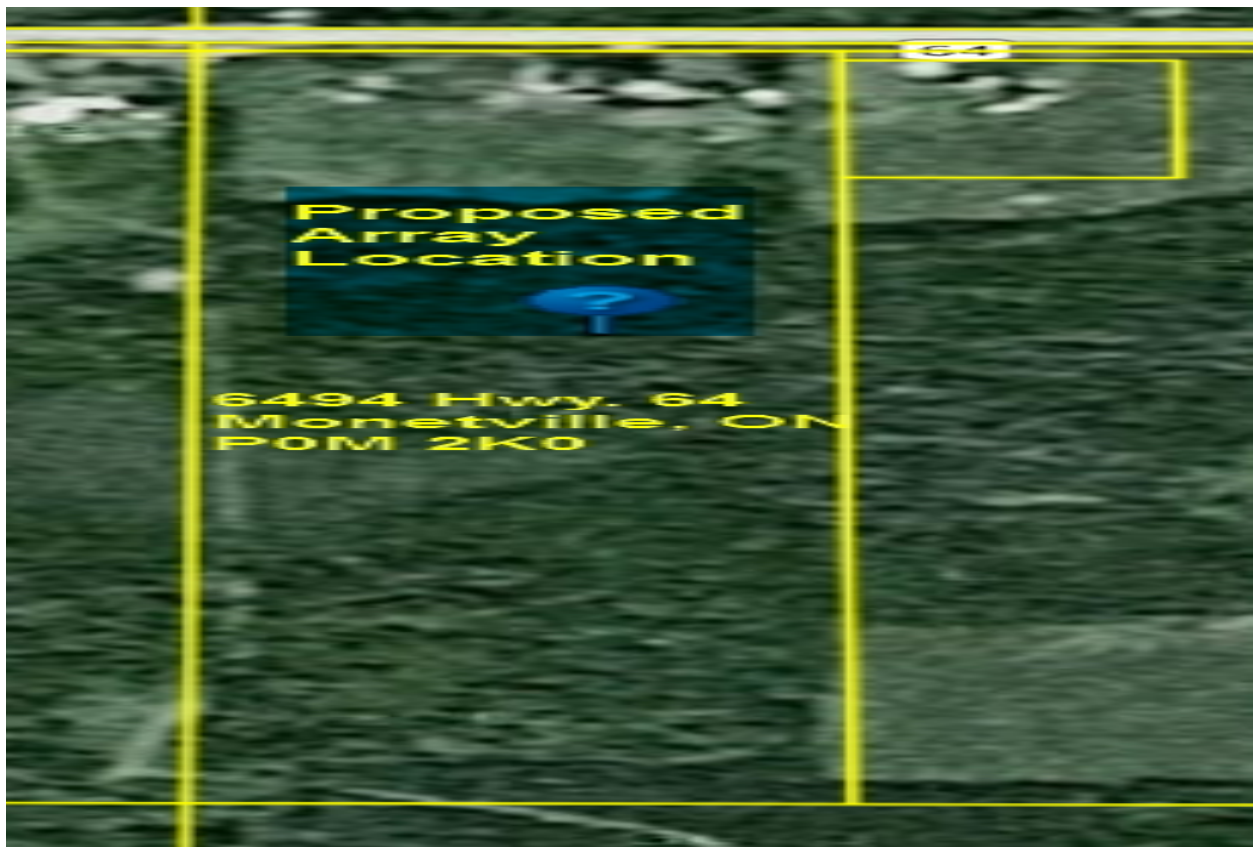 64
Proposed
Array
Location
?
6494 Hwy. 64
Monetville, ON
P0M 2K0